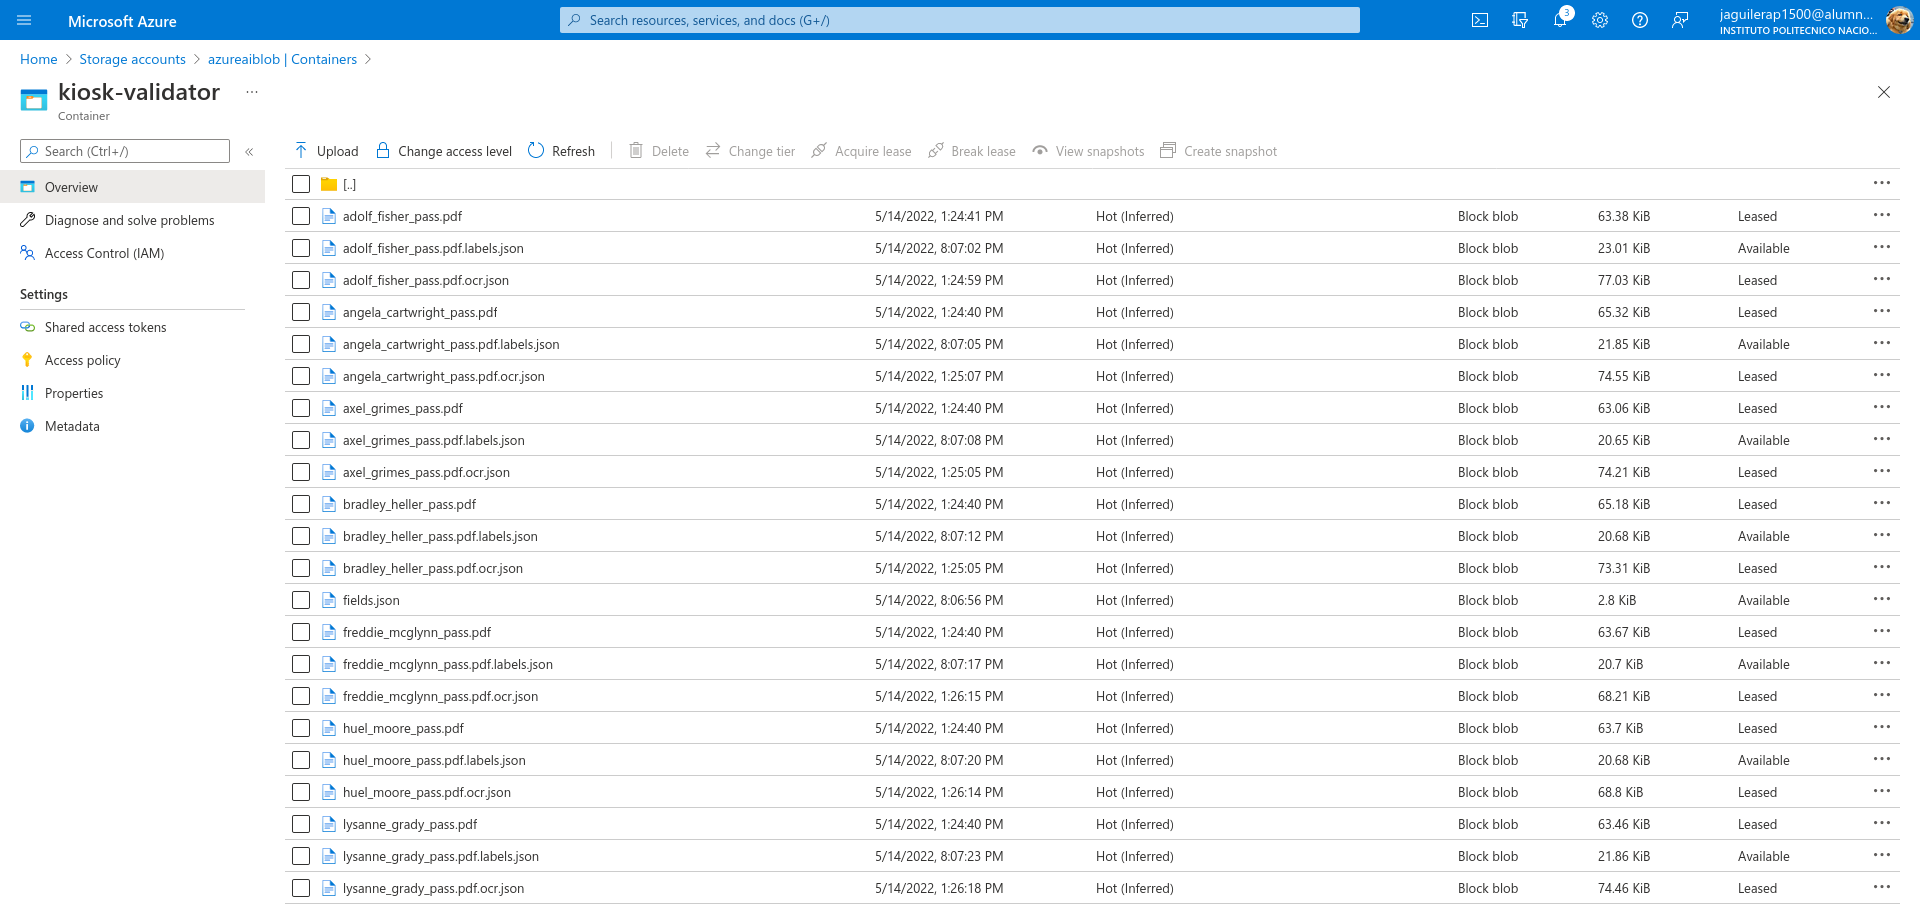 Microsoft Azure
Search resources, services, and docs (G+/)
3
jaguilerap1500@alumn...
INSTITUTO POLITECNICO NACIO...
Home > Storage accounts > azureaiblob | Containers >
kiosk-validator ...
Container
Search (Ctrl+/) «
Overview
Diagnose and solve problems
Access Control (IAM)
Settings
Shared access tokens
Access policy
Properties
Metadata
Upload Change access level Refresh Delete Change tier Acquire lease Break lease View snapshots Create snapshot
[..] ...
adolf_fisher_pass.pdf 5/14/2022, 1:24:41 PM Hot (Inferred) Block blob 63.38 KiB Leased ...
adolf_fisher_pass.pdf.labels.json 5/14/2022, 8:07:02 PM Hot (Inferred) Block blob 23.01 KiB Available ...
adolf_fisher_pass.pdf.ocr.json 5/14/2022, 1:24:59 PM Hot (Inferred) Block blob 77.03 KiB Leased ...
angela_cartwright_pass.pdf 5/14/2022, 1:24:40 PM Hot (Inferred) Block blob 65.32 KiB Leased ...
angela_cartwright_pass.pdf.labels.json 5/14/2022, 8:07:05 PM Hot (Inferred) Block blob 21.85 KiB Available ...
angela_cartwright_pass.pdf.ocr.json 5/14/2022, 1:25:07 PM Hot (Inferred) Block blob 74.55 KiB Leased ...
axel_grimes_pass.pdf 5/14/2022, 1:24:40 PM Hot (Inferred) Block blob 63.06 KiB Leased ...
axel_grimes_pass.pdf.labels.json 5/14/2022, 8:07:08 PM Hot (Inferred) Block blob 20.65 KiB Available ...
axel_grimes_pass.pdf.ocr.json 5/14/2022, 1:25:05 PM Hot (Inferred) Block blob 74.21 KiB Leased ...
bradley_heller_pass.pdf 5/14/2022, 1:24:40 PM Hot (Inferred) Block blob 65.18 KiB Leased ...
bradley_heller_pass.pdf.labels.json 5/14/2022, 8:07:12 PM Hot (Inferred) Block blob 20.68 KiB Available ...
bradley_heller_pass.pdf.ocr.json 5/14/2022, 1:25:05 PM Hot (Inferred) Block blob 73.31 KiB Leased ...
fields.json 5/14/2022, 8:06:56 PM Hot (Inferred) Block blob 2.8 KiB Available ...
freddie_mcglynn_pass.pdf 5/14/2022, 1:24:40 PM Hot (Inferred) Block blob 63.67 KiB Leased ...
freddie_mcglynn_pass.pdf.labels.json 5/14/2022, 8:07:17 PM Hot (Inferred) Block blob 20.7 KiB Available ...
freddie_mcglynn_pass.pdf.ocr.json 5/14/2022, 1:26:15 PM Hot (Inferred) Block blob 68.21 KiB Leased ...
huel_moore_pass.pdf 5/14/2022, 1:24:40 PM Hot (Inferred) Block blob 63.7 KiB Leased ...
huel_moore_pass.pdf.labels.json 5/14/2022, 8:07:20 PM Hot (Inferred) Block blob 20.68 KiB Available ...
huel_moore_pass.pdf.ocr.json 5/14/2022, 1:26:14 PM Hot (Inferred) Block blob 68.8 KiB Leased ...
lysanne_grady_pass.pdf 5/14/2022, 1:24:40 PM Hot (Inferred) Block blob 63.46 KiB Leased ...
lysanne_grady_pass.pdf.labels.json 5/14/2022, 8:07:23 PM Hot (Inferred) Block blob 21.86 KiB Available ...
lysanne_grady_pass.pdf.ocr.json 5/14/2022, 1:26:18 PM Hot (Inferred) Block blob 74.46 KiB Leased ...